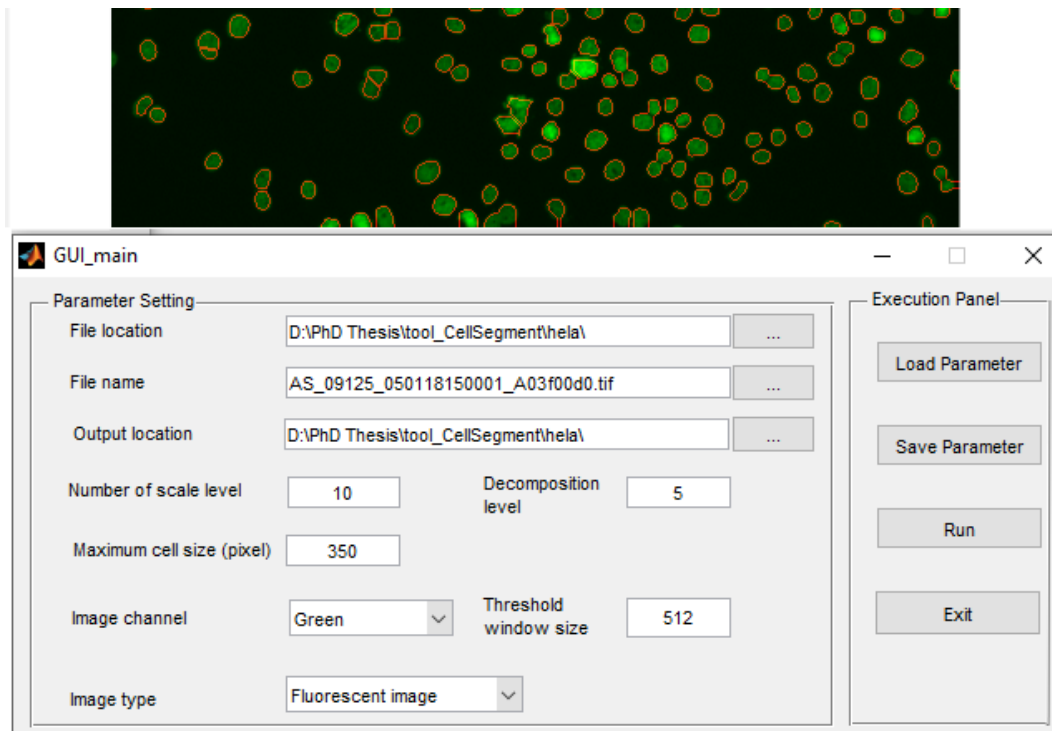 GUI_main
Parameter Setting
File location
D:\PhD Thesis\tool_CellSegment\hela\
...
File name
AS_09125_050118150001_A03f00d0.tif
...
Output location
D:\PhD Thesis\tool_CellSegment\hela\
...
Number of scale level
10
Decomposition
level
5
Maximum cell size (pixel)
350
Image channel
Green
Threshold
window size
512
Image type
Fluorescent image
Execution Panel
Load Parameter
Save Parameter
Run
Exit